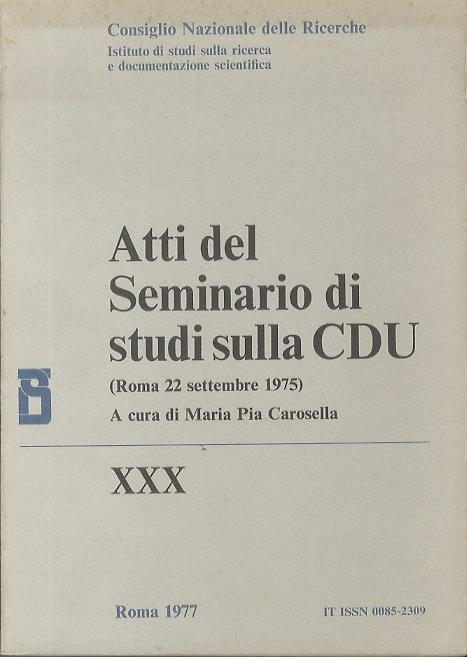 Consiglio Nazionale delle Ricerche
Istituto di studi sulla ricerca
e documentazione scientifica
Atti del
Seminario di
studi sulla CDU
(Roma 22 settembre 1975)
A cura di Maria Pia Carosella
XXX
Roma 1977
IT ISSN 0085-2309